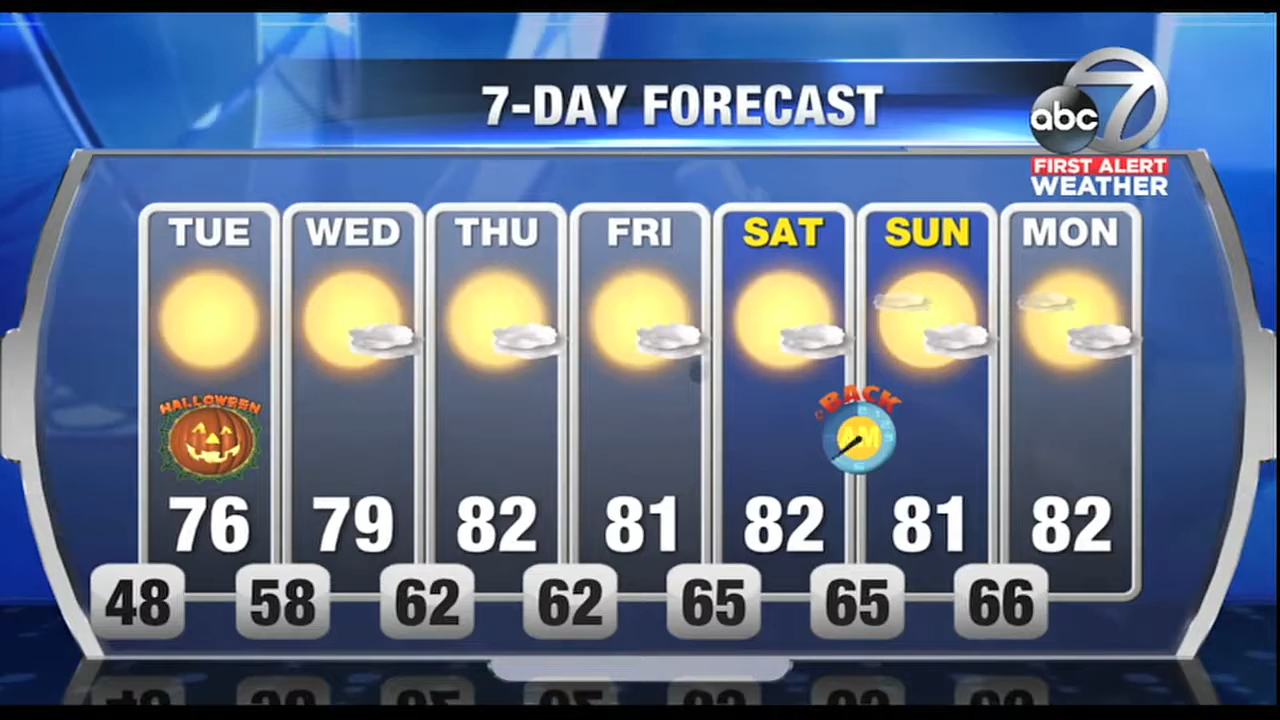 7-DAY FORECAST
abc 7
FIRST ALERT
WEATHER
TUE WED THU FRI SAT SUN MON
HALLOWEEN
BACK
AM
76 79 82 81 82 81 82
48 58 62 62 65 65 66